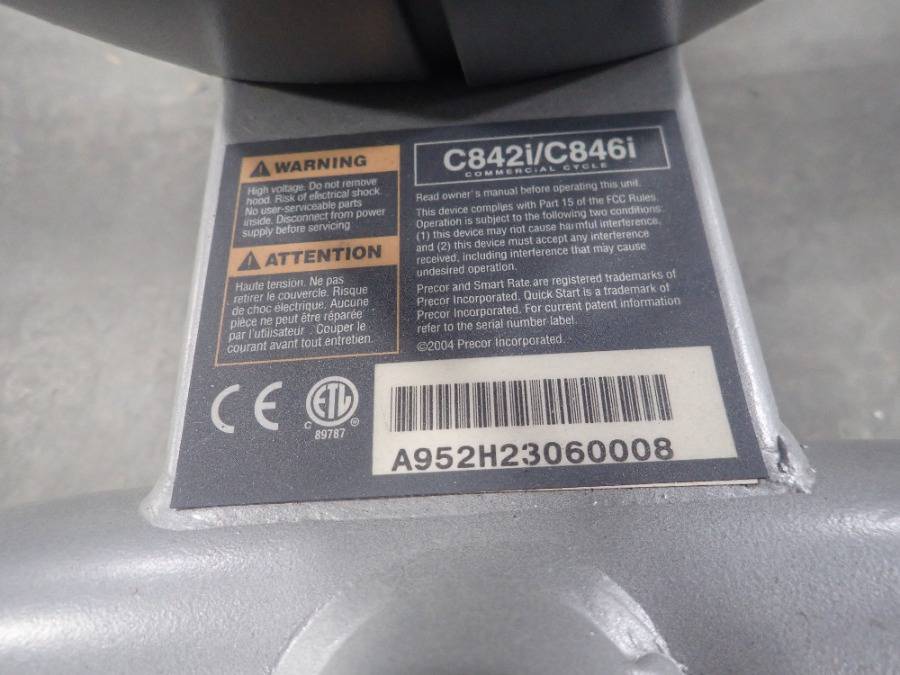 WARNING
High voltage. Do not remove
hood. Risk of electrical shock.
No user-serviceable parts
inside. Disconnect from power
supply before servicing
ATTENTION
Haute tension. Ne pas
retirer le couvercle. Risque
de choc électrique. Aucune
pièce ne peut être réparée
par l'utilisateur. Couper le
courant avant tout entretien.
C842i/C846i
COMMERCIAL CYCLE
Read owner's manual before operating this unit.
This device complies with Part 15 of the FCC Rules.
Operation is subject to the following two conditions:
(1) this device may not cause harmful interference,
and (2) this device must accept any interference
received, including interference that may cause
undesired operation.
Precor and Smart Rate are registered trademarks of
Precor Incorporated. Quick Start is a trademark of
Precor Incorporated. For current patent information
refer to the serial number label.
©2004 Precor Incorporated.
CE
ETL
C ®
89787
A952H23060008